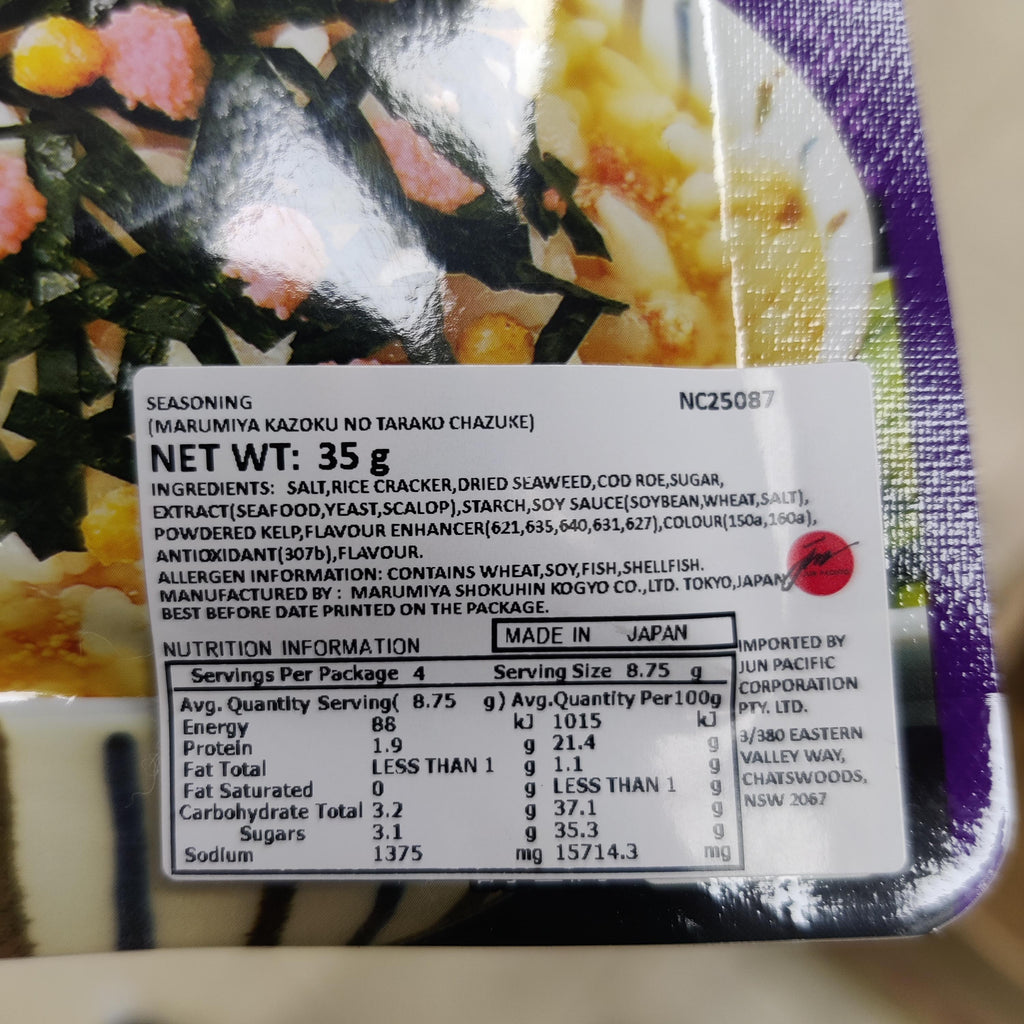 SEASONING
NC25087
(MARUMIYA KAZOKU NO TARAKO CHAZUKE)
NET WT: 35 g
INGREDIENTS: SALT,RICE CRACKER,DRIED SEAWEED,COD ROE,SUGAR,
EXTRACT(SEAFOOD,YEAST,SCALOP),STARCH,SOY SAUCE(SOYBEAN,WHEAT,SALT),
POWDERED KELP,FLAVOUR ENHANCER(621,635,640,631,627),COLOUR(150a,160a),
ANTIOXIDANT(307b),FLAVOUR.
ALLERGEN INFORMATION: CONTAINS WHEAT,SOY,FISH,SHELLFISH.
MANUFACTURED BY : MARUMIYA SHOKUHIN KOGYO CO.,LTD. TOKYO,JAPAN
BEST BEFORE DATE PRINTED ON THE PACKAGE.
Jun
JUN PACIFIC
NUTRITION INFORMATION
MADE IN JAPAN
Servings Per Package 4 Serving Size 8.75 g
Avg. Quantity Serving( 8.75 g) Avg.Quantity Per100g
Energy 88 kJ 1015 kJ
Protein 1.9 g 21.4 g
Fat Total LESS THAN 1 g 1.1 g
Fat Saturated 0 g LESS THAN 1 g
Carbohydrate Total 3.2 g 37.1 g
Sugars 3.1 g 35.3 g
Sodium 1375 mg 15714.3 mg
IMPORTED BY
JUN PACIFIC
CORPORATION
PTY. LTD.
3/380 EASTERN
VALLEY WAY,
CHATSWOODS,
NSW 2067